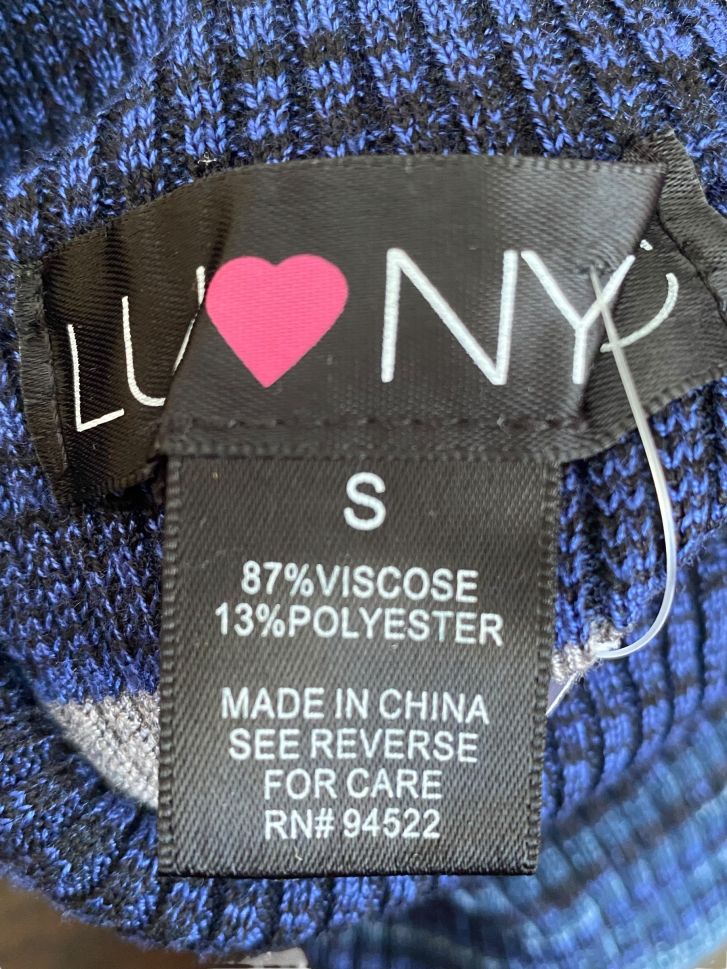 LU♥NY
S
87%VISCOSE
13%POLYESTER
MADE IN CHINA
SEE REVERSE
FOR CARE
RN# 94522